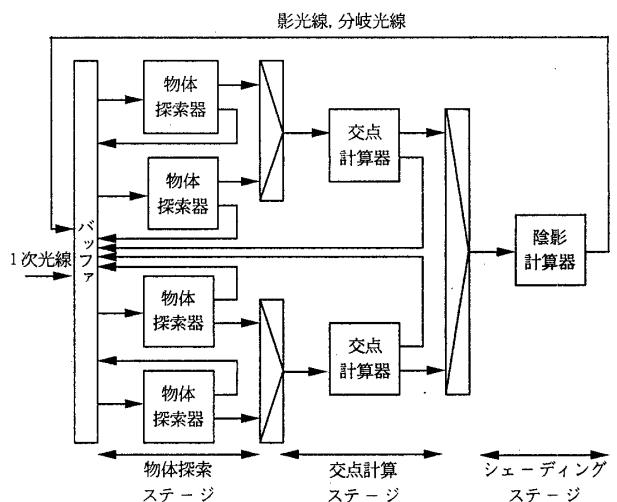 影光線，分岐光線
物体
探索器
物体
探索器
交点
計算器
バッファ
1次光線
陰影
計算器
物体
探索器
物体
探索器
交点
計算器
物体探索
ステージ
交点計算
ステージ
シェーディング
ステージ